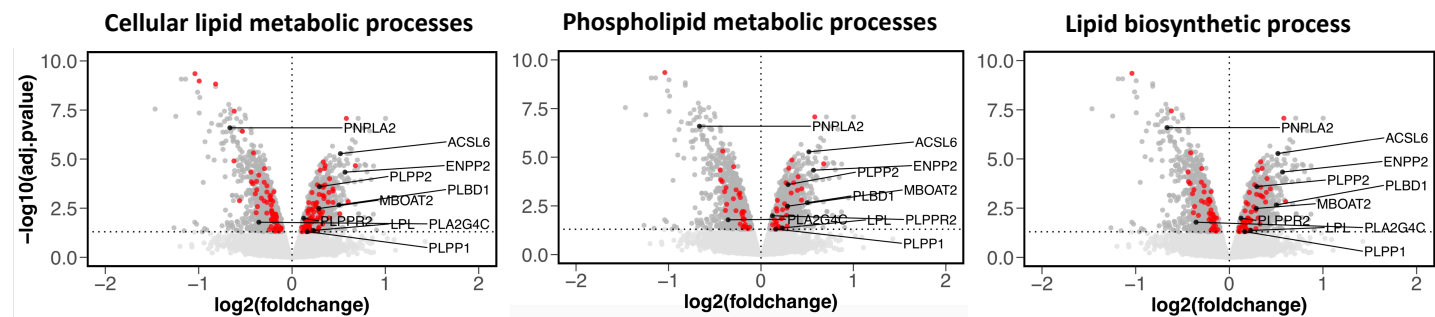 Cellular lipid metabolic processes
10.0
7.5
5.0
2.5
0.0
−log10(adj.pvalue)
PNPLA2
ACSL6
ENPP2
PLPP2
PLBD1
MBOAT2
PLPPR2
LPL
PLA2G4C
PLPP1
−2
−1
0
1
2
log2(foldchange)
Phospholipid metabolic processes
10.0
7.5
5.0
2.5
0.0
PNPLA2
ACSL6
ENPP2
PLPP2
MBOAT2
PLBD1
PLA2G4C
LPL
PLPPR2
PLPP1
−2
−1
0
1
2
log2(foldchange)
Lipid biosynthetic process
10.0
7.5
5.0
2.5
0.0
PNPLA2
ACSL6
ENPP2
PLPP2
PLBD1
MBOAT2
PLPPR2
LPL
PLA2G4C
PLPP1
−2
−1
0
1
2
log2(foldchange)